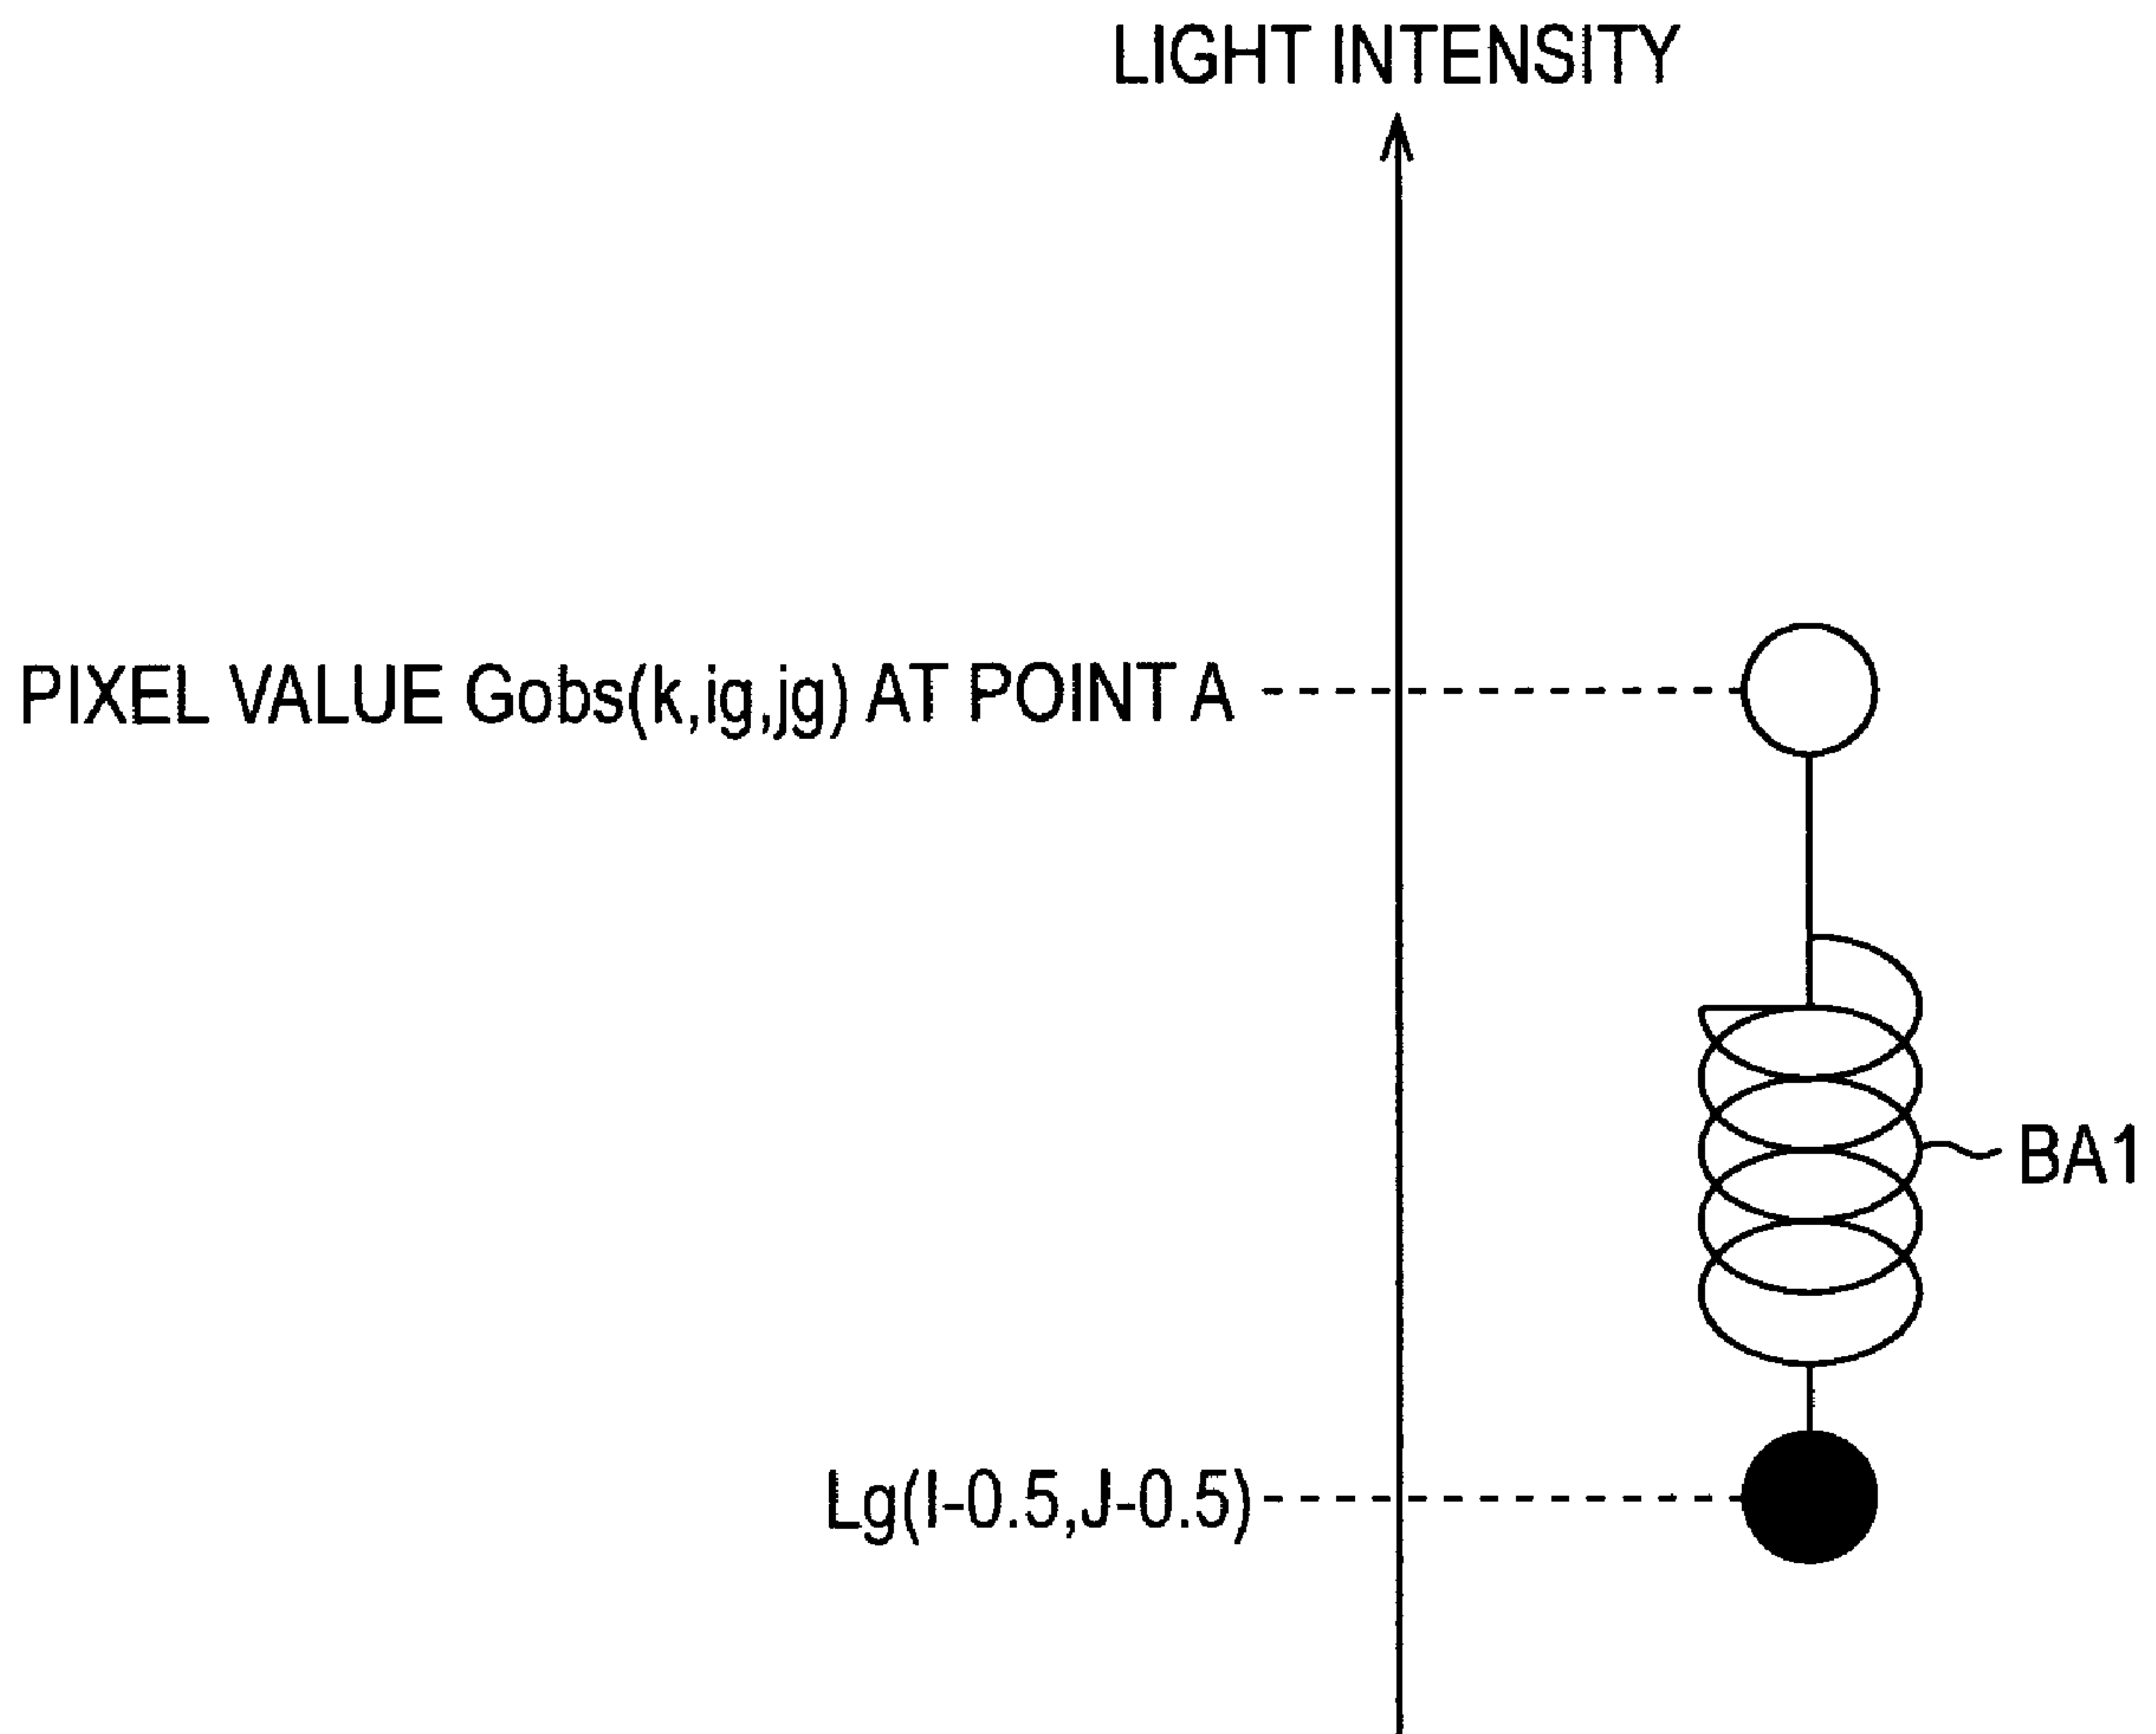 LIGHT INTENSITY
PIXEL VALUE Gobs(k,ig,jg) AT POINT A
BA1
Lg(I-0.5,J-0.5)